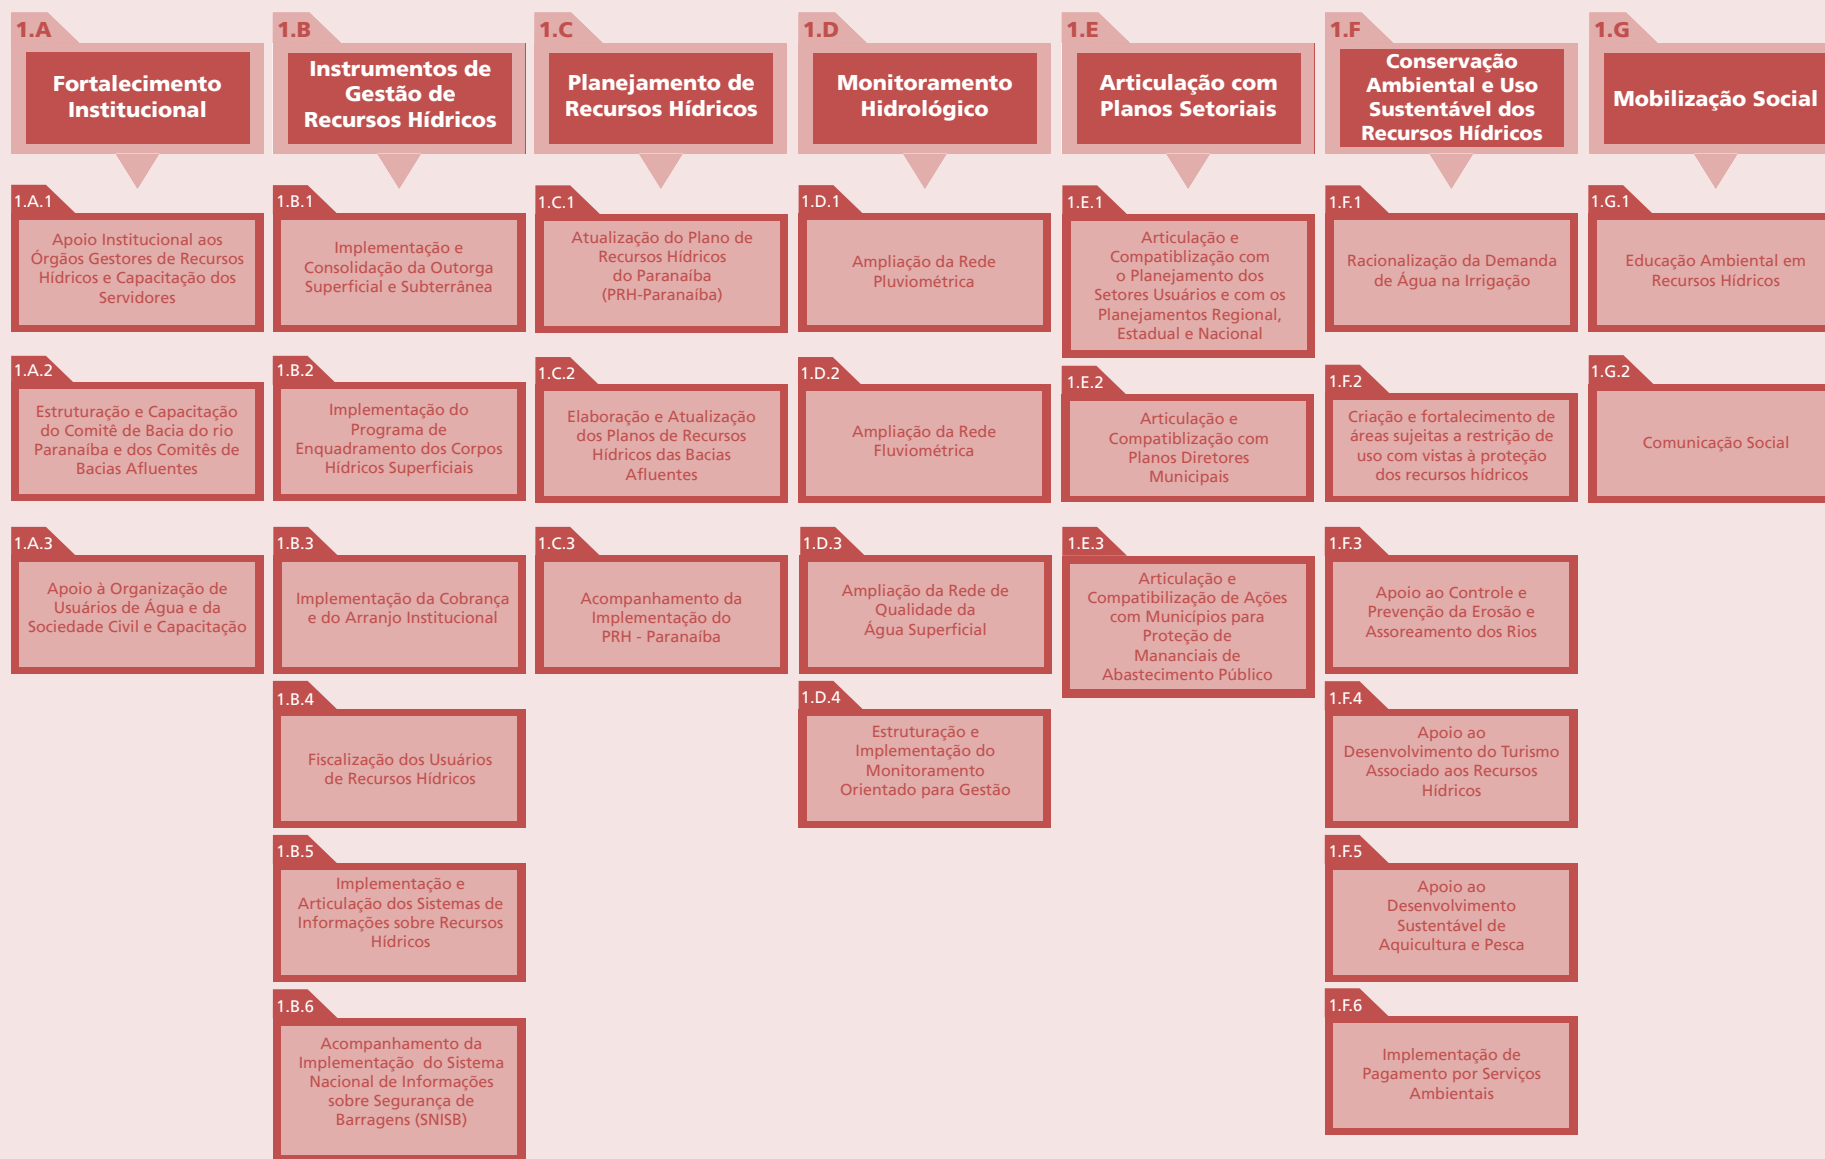 1.A
Fortalecimento
Institucional
1.A.1
Apoio Institucional aos
Órgãos Gestores de Recursos
Hídricos e Capacitação dos
Servidores
1.A.2
Estruturação e Capacitação
do Comitê de Bacia do rio
Paranaíba e dos Comitês de
Bacias Afluentes
1.A.3
Apoio à Organização de
Usuários de Água e da
Sociedade Civil e Capacitação
1.B
Instrumentos de
Gestão de
Recursos Hídricos
1.B.1
Implementação e
Consolidação da Outorga
Superficial e Subterrânea
1.B.2
Implementação do
Programa de
Enquadramento dos Corpos
Hídricos Superficiais
1.B.3
Implementação da Cobrança
e do Arranjo Institucional
1.B.4
Fiscalização dos Usuários
de Recursos Hídricos
1.B.5
Implementação e
Articulação dos Sistemas de
Informações sobre Recursos
Hídricos
1.B.6
Acompanhamento da
Implementação do Sistema
Nacional de Informações
sobre Segurança de
Barragens (SNISB)
1.C
Planejamento de
Recursos Hídricos
1.C.1
Atualização do Plano de
Recursos Hídricos
do Paranaíba
(PRH-Paranaíba)
1.C.2
Elaboração e Atualização
dos Planos de Recursos
Hídricos das Bacias
Afluentes
1.C.3
Acompanhamento da
Implementação do
PRH - Paranaíba
1.D
Monitoramento
Hidrológico
1.D.1
Ampliação da Rede
Pluviométrica
1.D.2
Ampliação da Rede
Fluviométrica
1.D.3
Ampliação da Rede de
Qualidade da
Água Superficial
1.D.4
Estruturação e
Implementação do
Monitoramento
Orientado para Gestão
1.E
Articulação com
Planos Setoriais
1.E.1
Articulação e
Compatiblização com
o Planejamento dos
Setores Usuários e com os
Planejamentos Regional,
Estadual e Nacional
1.E.2
Articulação e
Compatiblização com
Planos Diretores
Municipais
1.E.3
Articulação e
Compatibilização de Ações
com Municípios para
Proteção de
Mananciais de
Abastecimento Público
1.F
Conservação
Ambiental e Uso
Sustentável dos
Recursos Hídricos
1.F.1
Racionalização da Demanda
de Água na Irrigação
1.F.2
Criação e fortalecimento de
áreas sujeitas a restrição de
uso com vistas à proteção
dos recursos hídricos
1.F.3
Apoio ao Controle e
Prevenção da Erosão e
Assoreamento dos Rios
1.F.4
Apoio ao
Desenvolvimento do Turismo
Associado aos Recursos
Hídricos
1.F.5
Apoio ao
Desenvolvimento
Sustentável de
Aquicultura e Pesca
1.F.6
Implementação de
Pagamento por Serviços
Ambientais
1.G
Mobilização Social
1.G.1
Educação Ambiental em
Recursos Hídricos
1.G.2
Comunicação Social